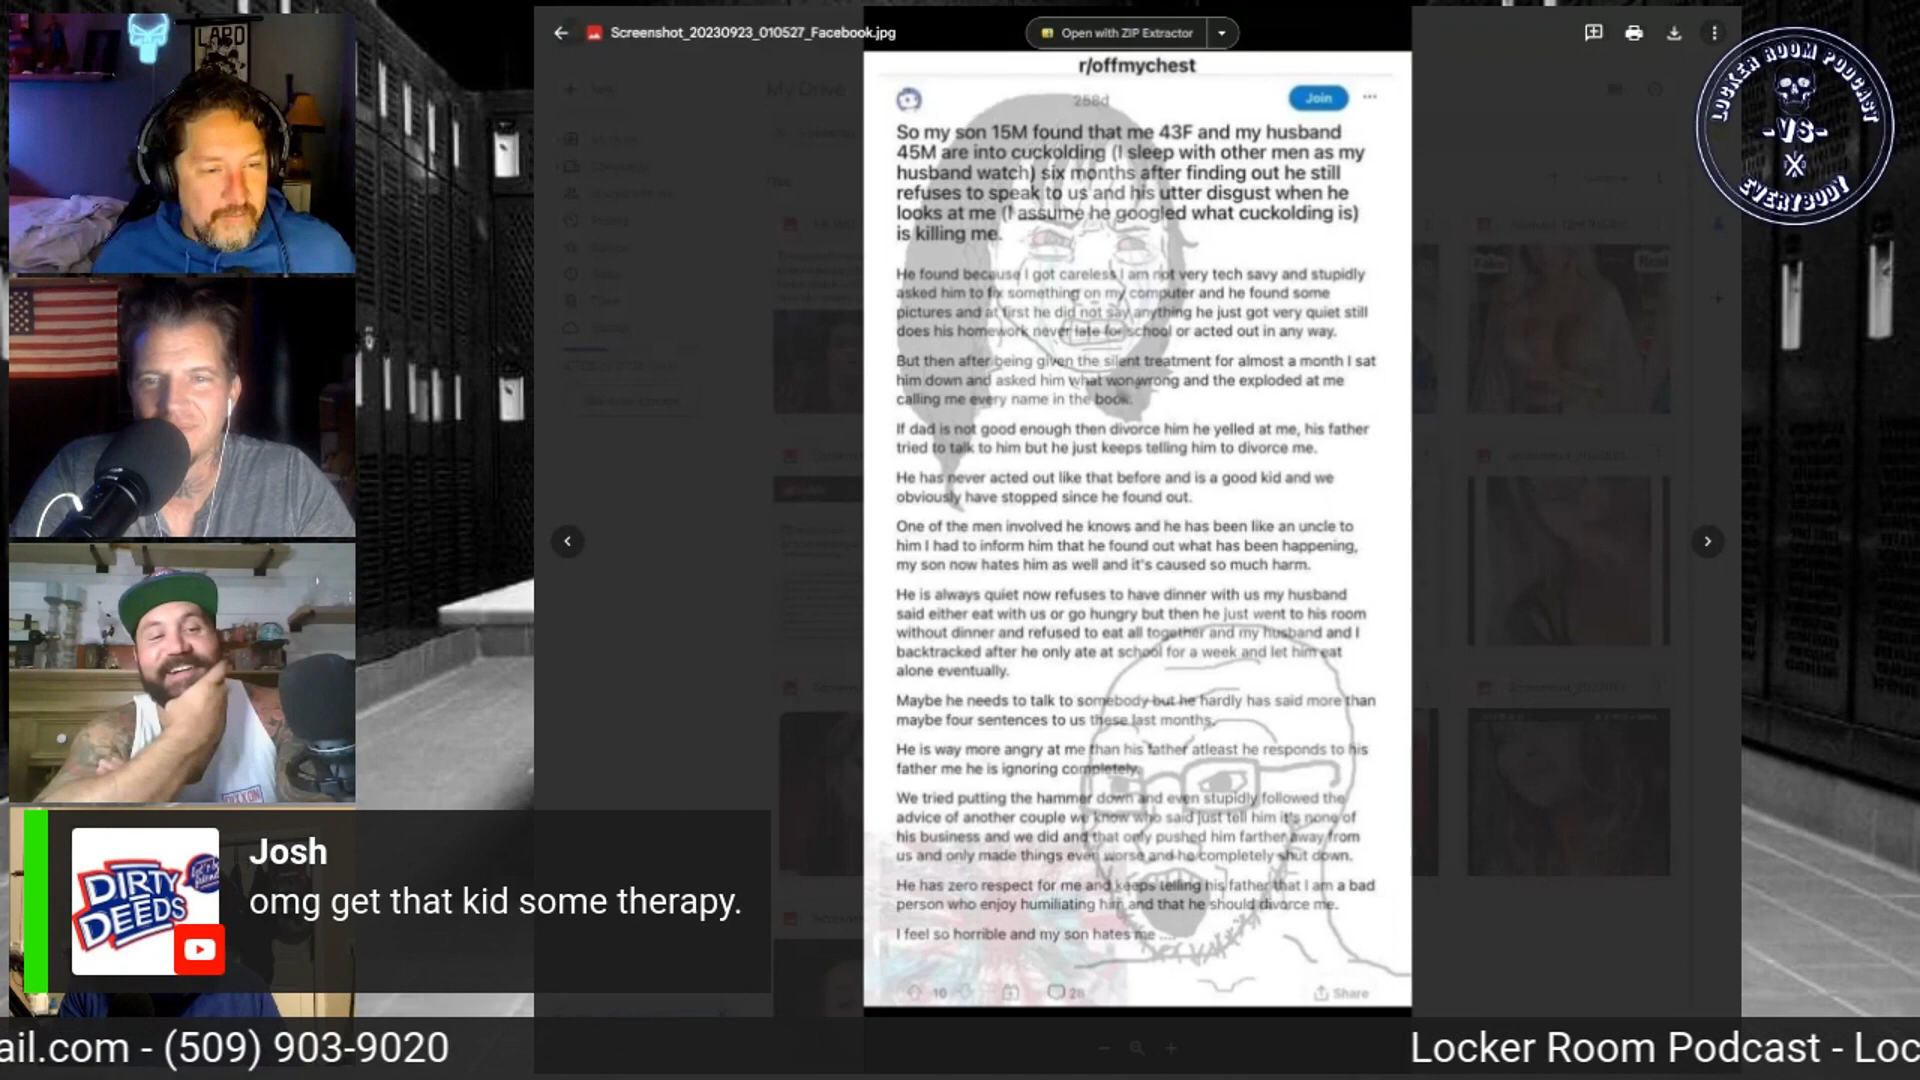 LARD
Screenshot_20230923_010527_Facebook.jpg
Open with ZIP Extractor
LOCKER ROOM PODCAST
-VS-
EVERYBODY
My Drive
r/offmychest
258d
Join
So my son 15M found that me 43F and my husband
45M are into cuckolding (I sleep with other men as my
husband watch) six months after finding out he still
refuses to speak to us and his utter disgust when he
looks at me (I assume he googled what cuckolding is)
is killing me.
He found because I got careless I am not very tech savy and stupidly
asked him to fix something on my computer and he found some
pictures and at first he did not say anything he just got very quiet still
does his homework never late for school or acted out in any way.
But then after being given the silent treatment for almost a month I sat
him down and asked him what won wrong and the exploded at me
calling me every name in the book.
If dad is not good enough then divorce him he yelled at me, his father
tried to talk to him but he just keeps telling him to divorce me.
He has never acted out like that before and is a good kid and we
obviously have stopped since he found out.
One of the men involved he knows and he has been like an uncle to
him I had to inform him that he found out what has been happening,
my son now hates him as well and it's caused so much harm.
He is always quiet now refuses to have dinner with us my husband
said either eat with us or go hungry but then he just went to his room
without dinner and refused to eat all together and my husband and I
backtracked after he only ate at school for a week and let him eat
alone eventually.
Maybe he needs to talk to somebody but he hardly has said more than
maybe four sentences to us these last months.
He is way more angry at me than his father atleast he responds to his
father me he is ignoring completely.
We tried putting the hammer down and even stupidly followed the
advice of another couple we know who said just tell him it's none of
his business and we did and that only pushed him farther away from
us and only made things even worse and he completely shut down.
He has zero respect for me and keeps telling his father that I am a bad
person who enjoy humiliating him and that he should divorce me.
I feel so horrible and my son hates me ....
10
28
Share
Fake
Real
DIRTY
DEEDS
Josh
omg get that kid some therapy.
ail.com - (509) 903-9020
Locker Room Podcast - Loc